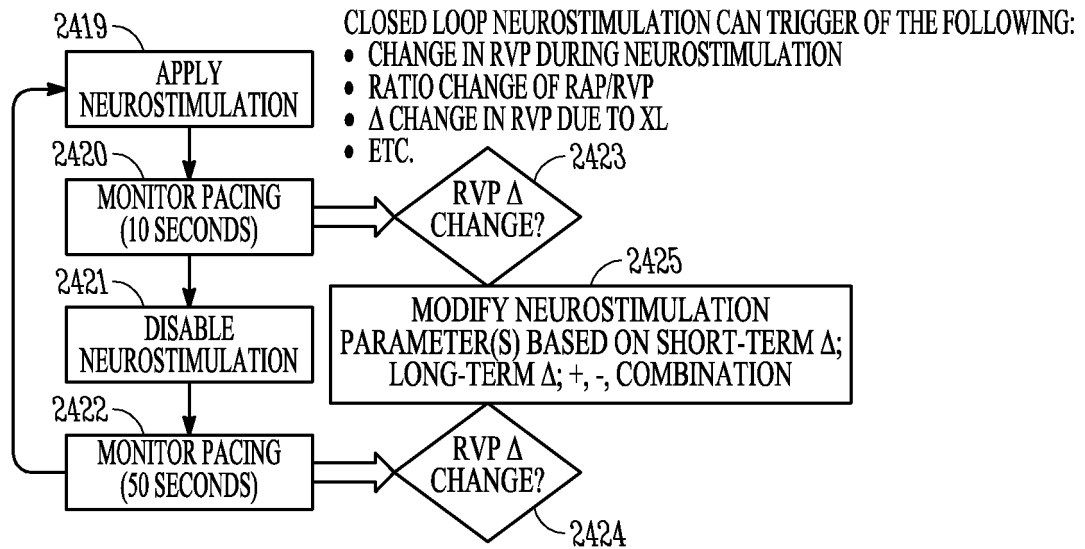 2419
APPLY
NEUROSTIMULATION
CLOSED LOOP NEUROSTIMULATION CAN TRIGGER OF THE FOLLOWING:
• CHANGE IN RVP DURING NEUROSTIMULATION
• RATIO CHANGE OF RAP/RVP
• Δ CHANGE IN RVP DUE TO XL
• ETC.
2420
MONITOR PACING
(10 SECONDS)
2423
RVP Δ
CHANGE?
2421
DISABLE
NEUROSTIMULATION
2425
MODIFY NEUROSTIMULATION
PARAMETER(S) BASED ON SHORT-TERM Δ;
LONG-TERM Δ; +, -, COMBINATION
2422
MONITOR PACING
(50 SECONDS)
RVP Δ
CHANGE?
2424